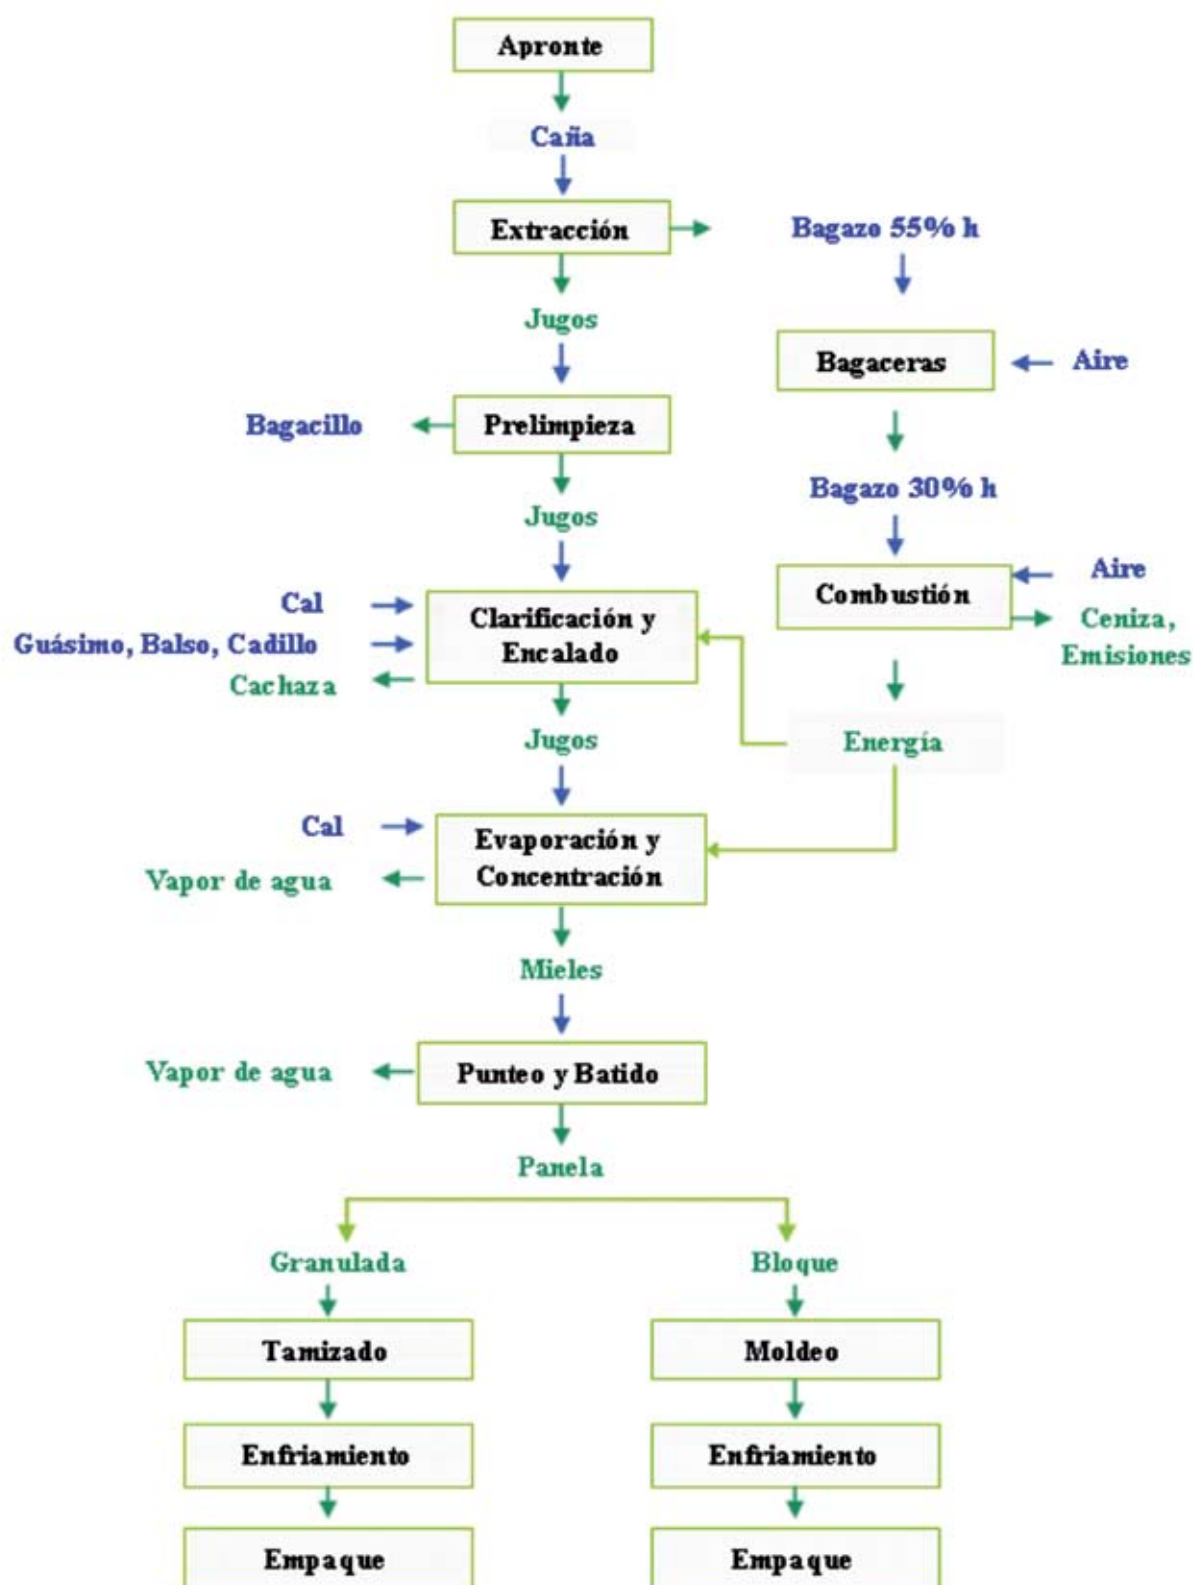 Apronte
Caña
Extracción
Bagazo 55% h
Jugos
Bagaceras
Aire
Bagacillo
Prelimpieza
Bagazo 30% h
Jugos
Cal
Guásimo, Balso, Cadillo
Cachaza
Clarificación y
Encalado
Combustión
Aire
Ceniza,
Emisiones
Jugos
Energía
Cal
Vapor de agua
Evaporación y
Concentración
Mieles
Vapor de agua
Punteo y Batido
Panela
Granulada
Bloque
Tamizado
Moldeo
Enfriamiento
Enfriamiento
Empaque
Empaque